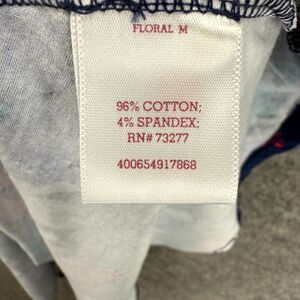 FLORAL M
96% COTTON;
4% SPANDEX;
RN# 73277
400654917868